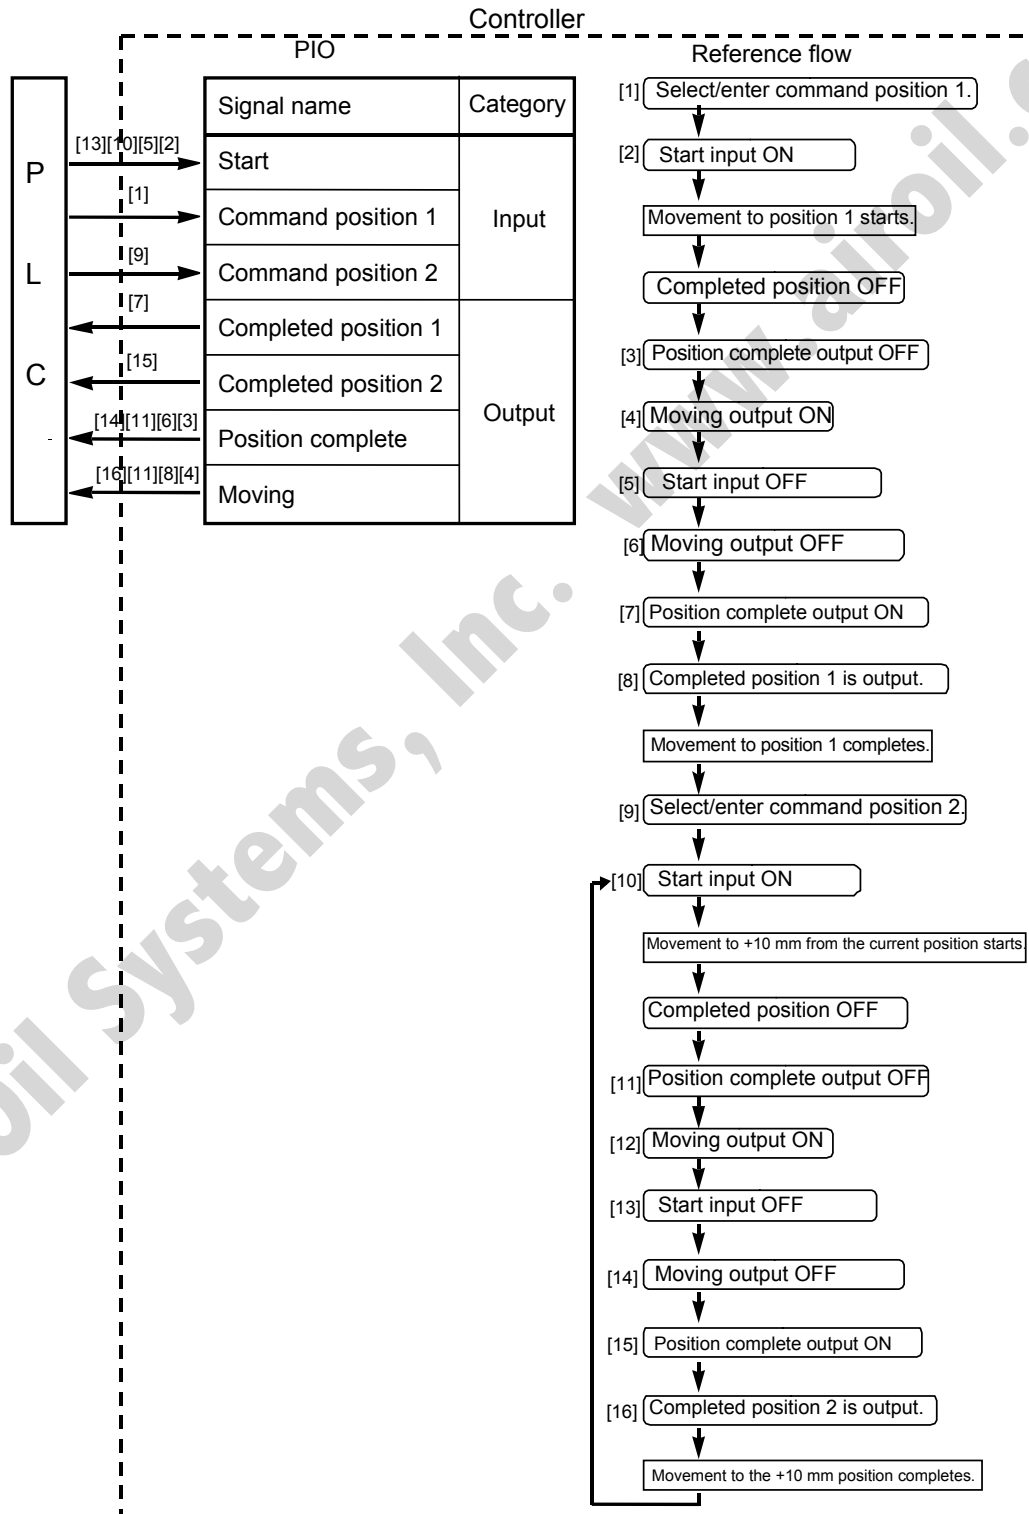 Controller
PIO
Signal name
Category
Start
Command position 1
Command position 2
Input
Completed position 1
Completed position 2
Position complete
Moving
Output
P
L
C
[13][10][5][2]
[1]
[9]
[7]
[15]
[14][11][6][3]
[16][11][8][4]
Reference flow
[1] Select/enter command position 1.
[2] Start input ON
Movement to position 1 starts.
Completed position OFF
[3] Position complete output OFF
[4] Moving output ON
[5] Start input OFF
[6] Moving output OFF
[7] Position complete output ON
[8] Completed position 1 is output.
Movement to position 1 completes.
[9] Select/enter command position 2.
[10] Start input ON
Movement to +10 mm from the current position starts.
Completed position OFF
[11] Position complete output OFF
[12] Moving output ON
[13] Start input OFF
[14] Moving output OFF
[15] Position complete output ON
[16] Completed position 2 is output.
Movement to the +10 mm position completes.
oil Systems, Inc. www.airoil.c